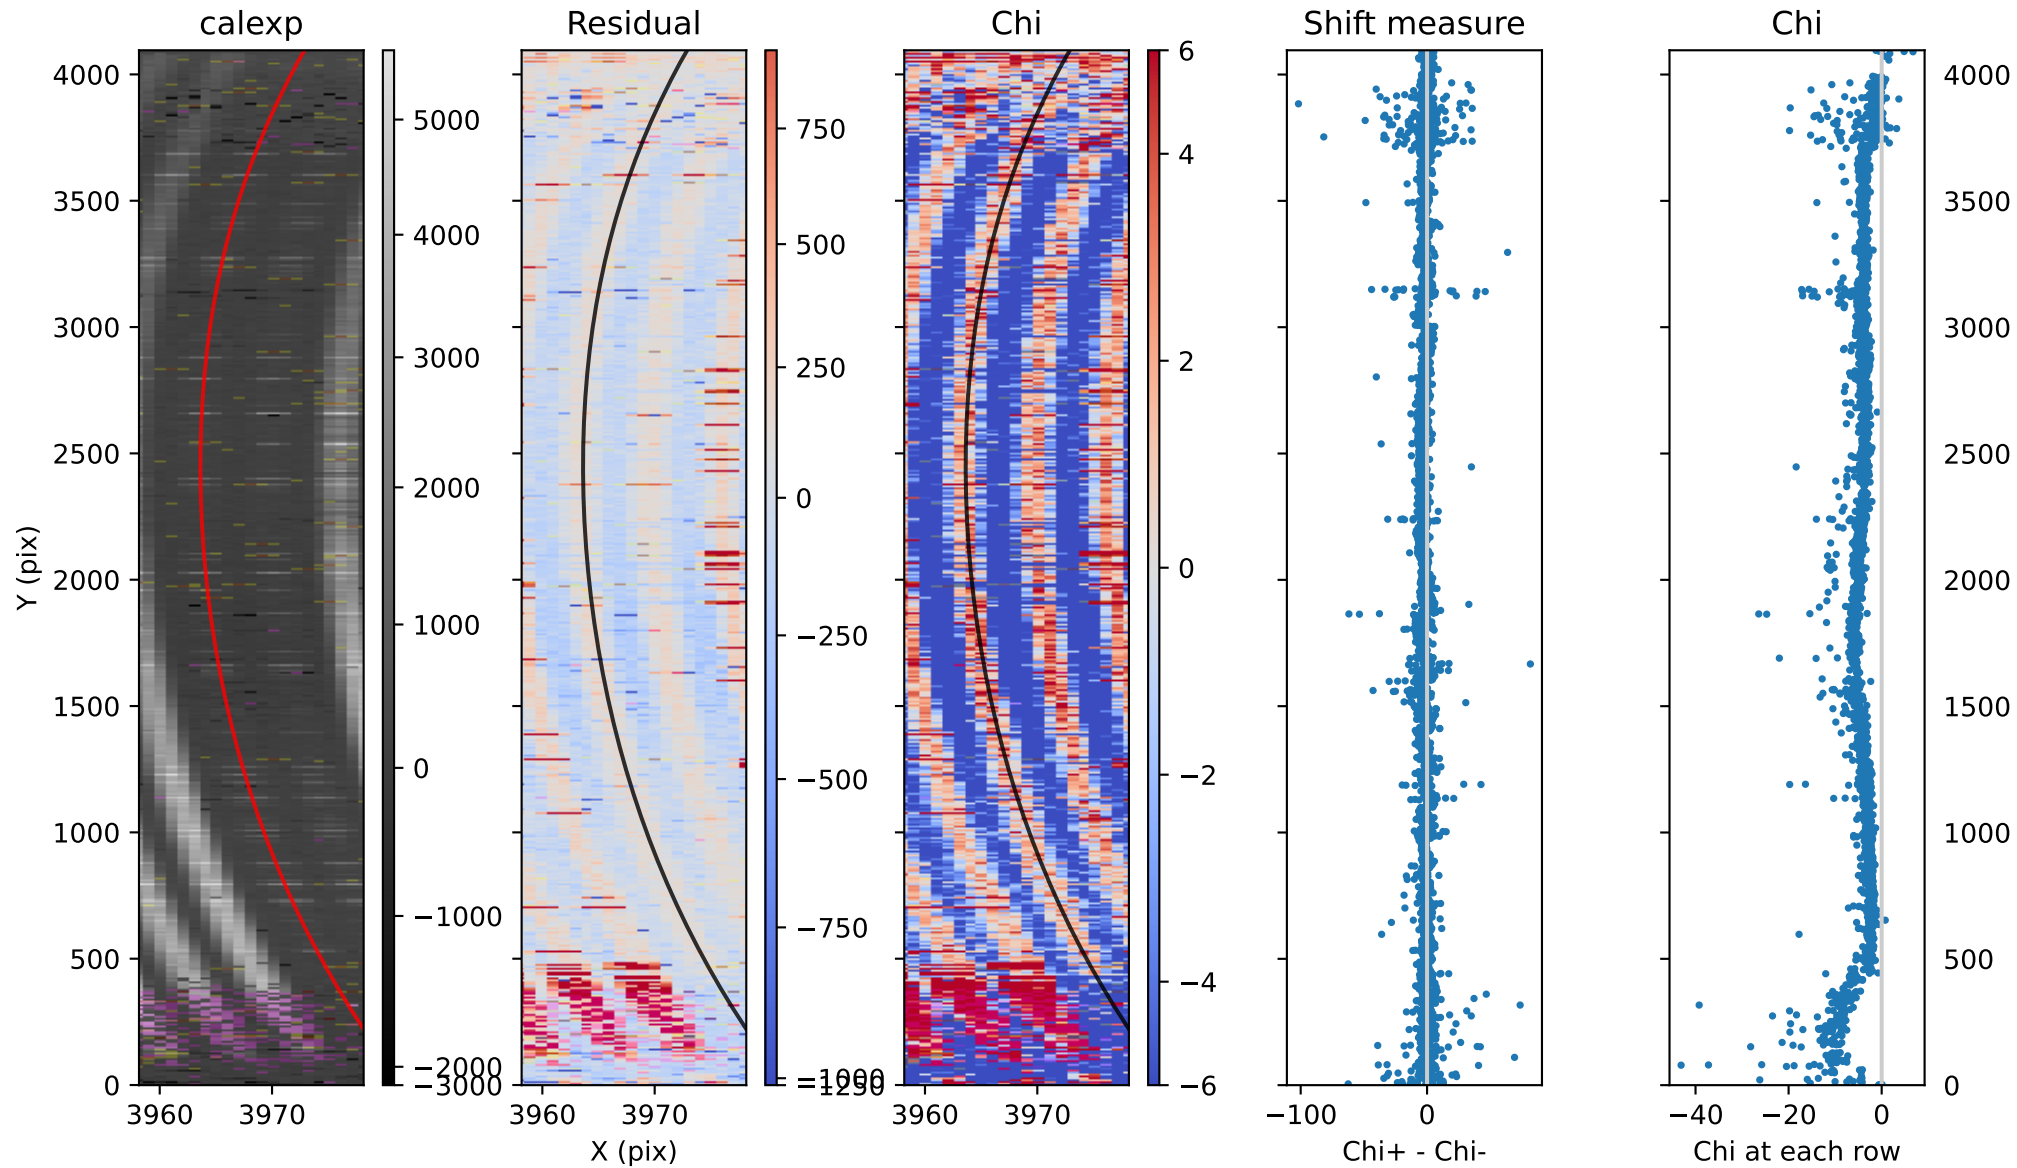 calexp Residual Chi Shift measure Chi
4000 5000 750 6 4000
4
3500 4000 500 3500
3000 3000 250 2 3000
2500 2000 0 0 2500
Y (pix)
2000 1000 −250 2000
1500 0 −500 −2 1500
1000 −1000 −750 −4 1000
500 500
−2000 −1000
0 −3000 −1250 −6 0
3960 3970 3960 3970 3960 3970 −100 0 −40 −20 0
X (pix) Chi+ - Chi- Chi at each row